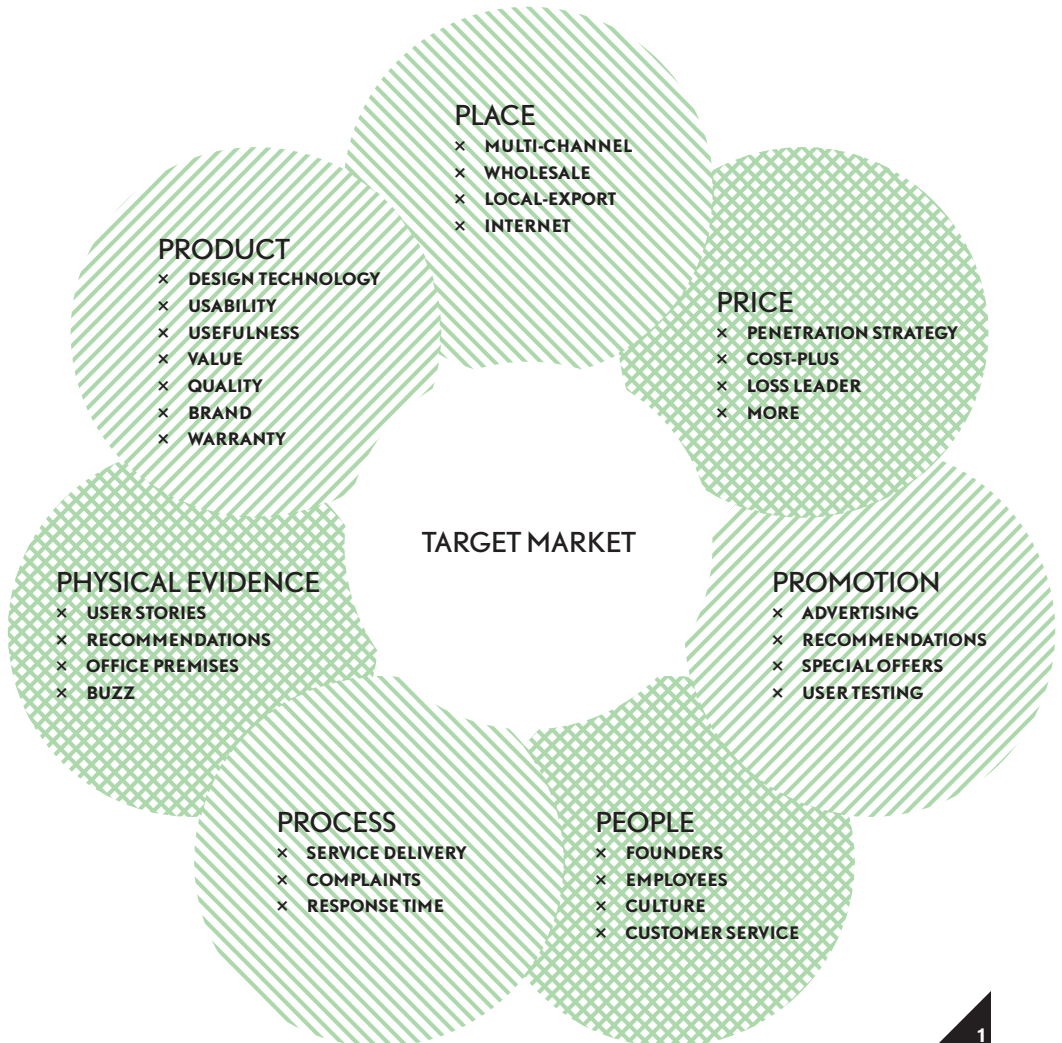 PLACE
× MULTI-CHANNEL
× WHOLESALE
× LOCAL-EXPORT
× INTERNET
PRODUCT
× DESIGN TECHNOLOGY
× USABILITY
× USEFULNESS
× VALUE
× QUALITY
× BRAND
× WARRANTY
PRICE
× PENETRATION STRATEGY
× COST-PLUS
× LOSS LEADER
× MORE
TARGET MARKET
PHYSICAL EVIDENCE
× USER STORIES
× RECOMMENDATIONS
× OFFICE PREMISES
× BUZZ
PROMOTION
× ADVERTISING
× RECOMMENDATIONS
× SPECIAL OFFERS
× USER TESTING
PROCESS
× SERVICE DELIVERY
× COMPLAINTS
× RESPONSE TIME
PEOPLE
× FOUNDERS
× EMPLOYEES
× CULTURE
× CUSTOMER SERVICE
1